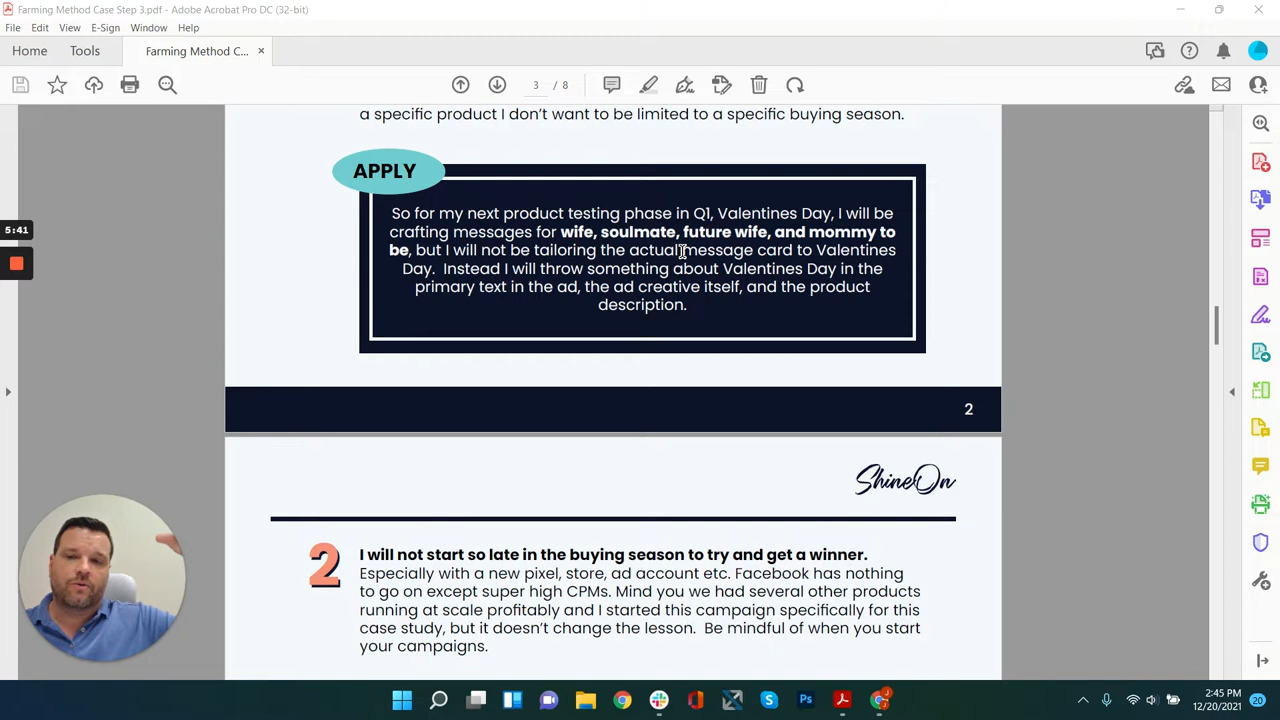 Farming Method Case Step 3.pdf - Adobe Acrobat Pro DC (32-bit)
File Edit View E-Sign Window Help
Home Tools Farming Method C... ×
3 / 8
a specific product I don't want to be limited to a specific buying season.
APPLY
So for my next product testing phase in Q1, Valentines Day, I will be
crafting messages for wife, soulmate, future wife, and mommy to
be, but I will not be tailoring the actual message card to Valentines
Day. Instead I will throw something about Valentines Day in the
primary text in the ad, the ad creative itself, and the product
description.
5:41
2
ShineOn
2
I will not start so late in the buying season to try and get a winner.
Especially with a new pixel, store, ad account etc. Facebook has nothing
to go on except super high CPMs. Mind you we had several other products
running at scale profitably and I started this campaign specifically for this
case study, but it doesn't change the lesson. Be mindful of when you start
your campaigns.
2:45 PM
12/20/2021
20